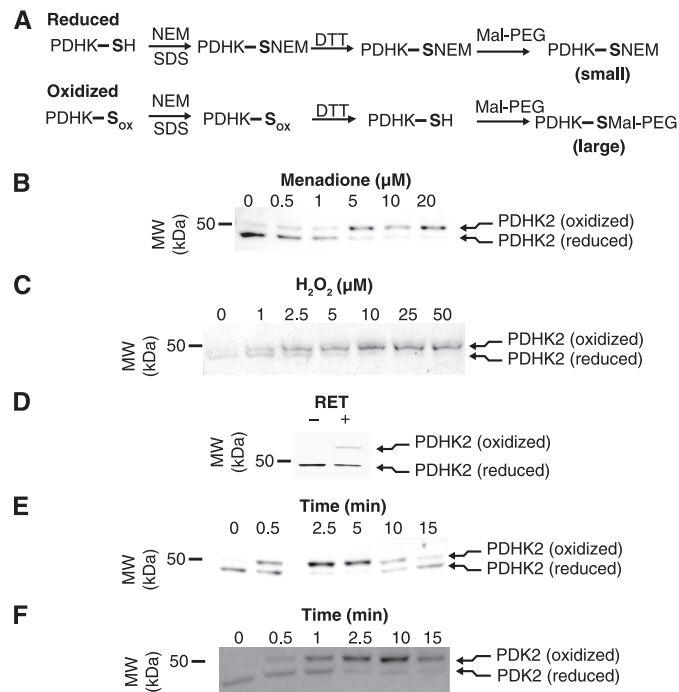 A
Reduced
PDHK–SH NEM SDS PDHK–SNEM DTT PDHK–SNEM Mal-PEG PDHK–SNEM
(small)
Oxidized
PDHK–Sox NEM SDS PDHK–Sox DTT PDHK–SH Mal-PEG PDHK–SMal-PEG
(large)
B
Menadione (µM)
0 0.5 1 5 10 20
MW (kDa)
50
PDHK2 (oxidized)
PDHK2 (reduced)
C
H2O2 (µM)
0 1 2.5 5 10 25 50
MW (kDa)
50
PDHK2 (oxidized)
PDHK2 (reduced)
D
RET
– +
MW (kDa)
50
PDHK2 (oxidized)
PDHK2 (reduced)
E
Time (min)
0 0.5 2.5 5 10 15
MW (kDa)
50
PDHK2 (oxidized)
PDHK2 (reduced)
F
Time (min)
0 0.5 1 2.5 10 15
MW (kDa)
50
PDK2 (oxidized)
PDK2 (reduced)